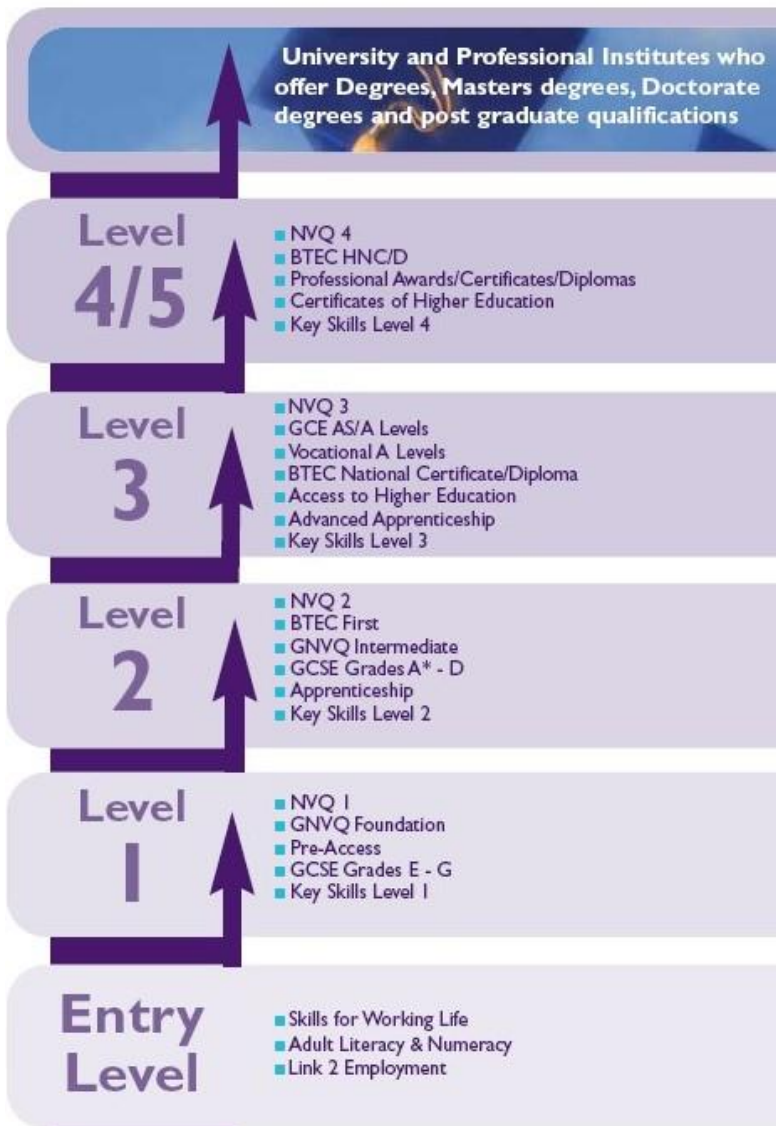 University and Professional Institutes who
offer Degrees, Masters degrees, Doctorate
degrees and post graduate qualifications
Level
4/5
NVQ 4
BTEC HNC/D
Professional Awards/Certificates/Diplomas
Certificates of Higher Education
Key Skills Level 4
Level
3
NVQ 3
GCE AS/A Levels
Vocational A Levels
BTEC National Certificate/Diploma
Access to Higher Education
Advanced Apprenticeship
Key Skills Level 3
Level
2
NVQ 2
BTEC First
GNVQ Intermediate
GCSE Grades A* - D
Apprenticeship
Key Skills Level 2
Level
1
NVQ 1
GNVQ Foundation
Pre-Access
GCSE Grades E - G
Key Skills Level 1
Entry
Level
Skills for Working Life
Adult Literacy & Numeracy
Link 2 Employment